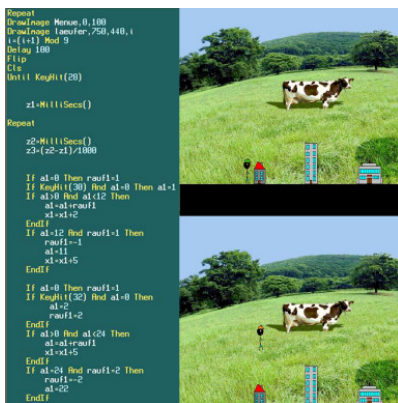 Repeat
DrawImage Menue,0,100
DrawImage laeufer,750,440,i
i=(i+1) Mod 9
Delay 100
Flip
Cls
Until KeyHit(28)
z1=MilliSecs()
Repeat
z2=MilliSecs()
z3=(z2-z1)/1000
If a1=0 Then rauf1=1
If KeyHit(30) And a1=0 Then a1=1
If a1>0 And a1<12 Then
a1=a1+rauf1
x1=x1+2
EndIf
If a1=12 And rauf1=1 Then
rauf1=-1
a1=11
x1=x1+5
EndIf
If a1=0 Then rauf1=1
If KeyHit(32) And a1=0 Then
a1=2
rauf1=2
EndIf
If a1>0 And a1<24 Then
a1=a1+rauf1
x1=x1+5
EndIf
If a1=24 And rauf1=2 Then
rauf1=-2
a1=22
EndIf